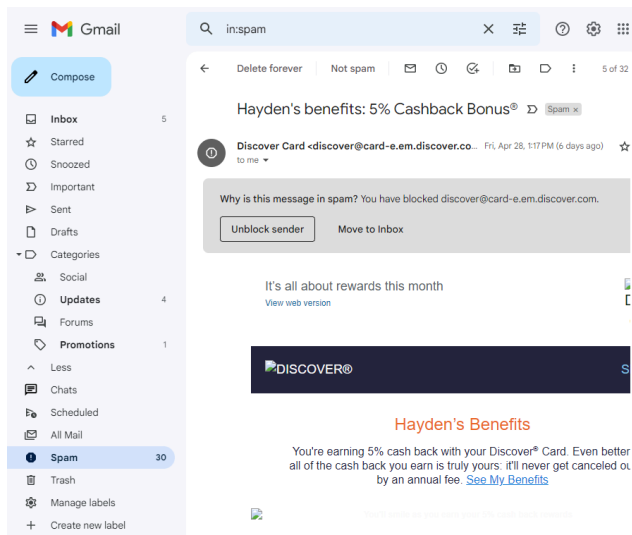 Gmail
in:spam
Compose
Delete forever
Not spam
5 of 32
Hayden's benefits: 5% Cashback Bonus® Spam x
Inbox 5
Starred
Snoozed
Important
Sent
Drafts
Categories
Social
Updates 4
Forums
Promotions 1
Less
Chats
Scheduled
All Mail
Spam 30
Trash
Manage labels
Create new label
Discover Card <discover@card-e.em.discover.co... Fri, Apr 28, 1:17 PM (6 days ago)
to me
Why is this message in spam? You have blocked discover@card-e.em.discover.com.
Unblock sender
Move to Inbox
It's all about rewards this month
View web version
DISCOVER®
S
Hayden's Benefits
You're earning 5% cash back with your Discover® Card. Even better
all of the cash back you earn is truly yours: it'll never get canceled ou
by an annual fee. See My Benefits